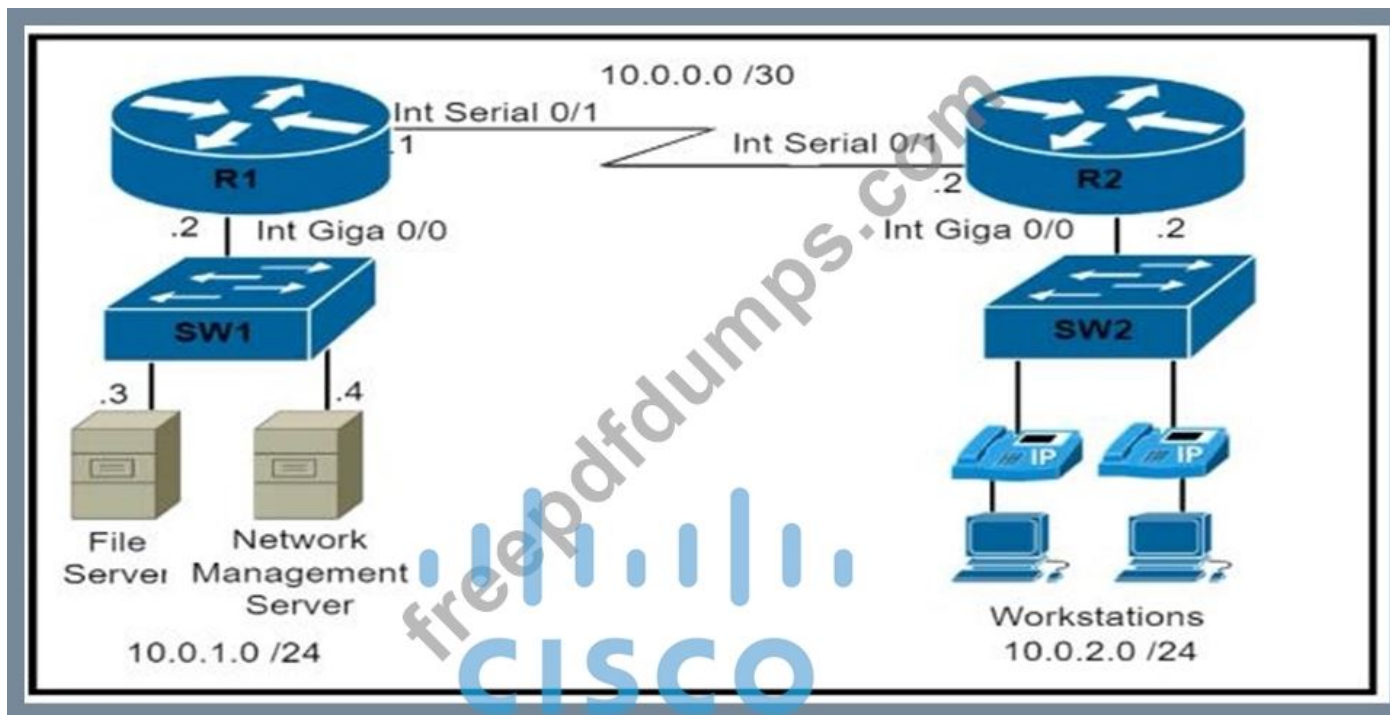 10.0.0.0 /30
Int Serial 0/1
.1
Int Serial 0/1
.2
R1
R2
.2
Int Giga 0/0
Int Giga 0/0
.2
SW1
SW2
.3
.4
IP
IP
File
Server
Network
Management
Server
10.0.1.0 /24
Workstations
10.0.2.0 /24
freepdfdumps.com
CISCO